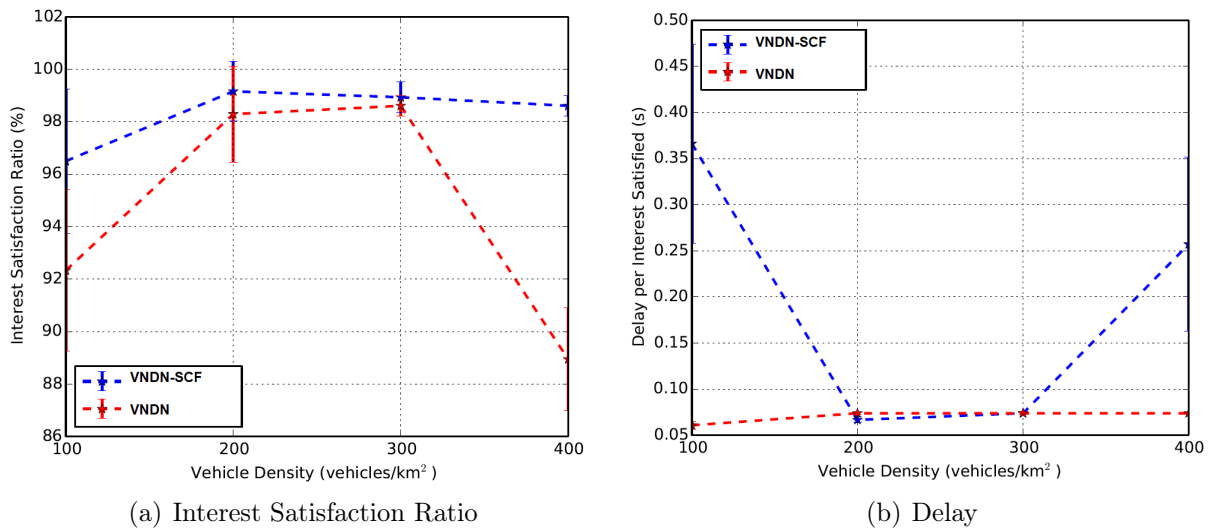 102
100
98
96
94
92
90
88
86
Interest Satisfaction Ratio (%)
VNDN-SCF
VNDN
100
200
300
400
Vehicle Density (vehicles/km²)
(a) Interest Satisfaction Ratio
0.50
0.45
0.40
0.35
0.30
0.25
0.20
0.15
0.10
0.05
Delay per Interest Satisfied (s)
VNDN-SCF
VNDN
100
200
300
400
Vehicle Density (vehicles/km²)
(b) Delay